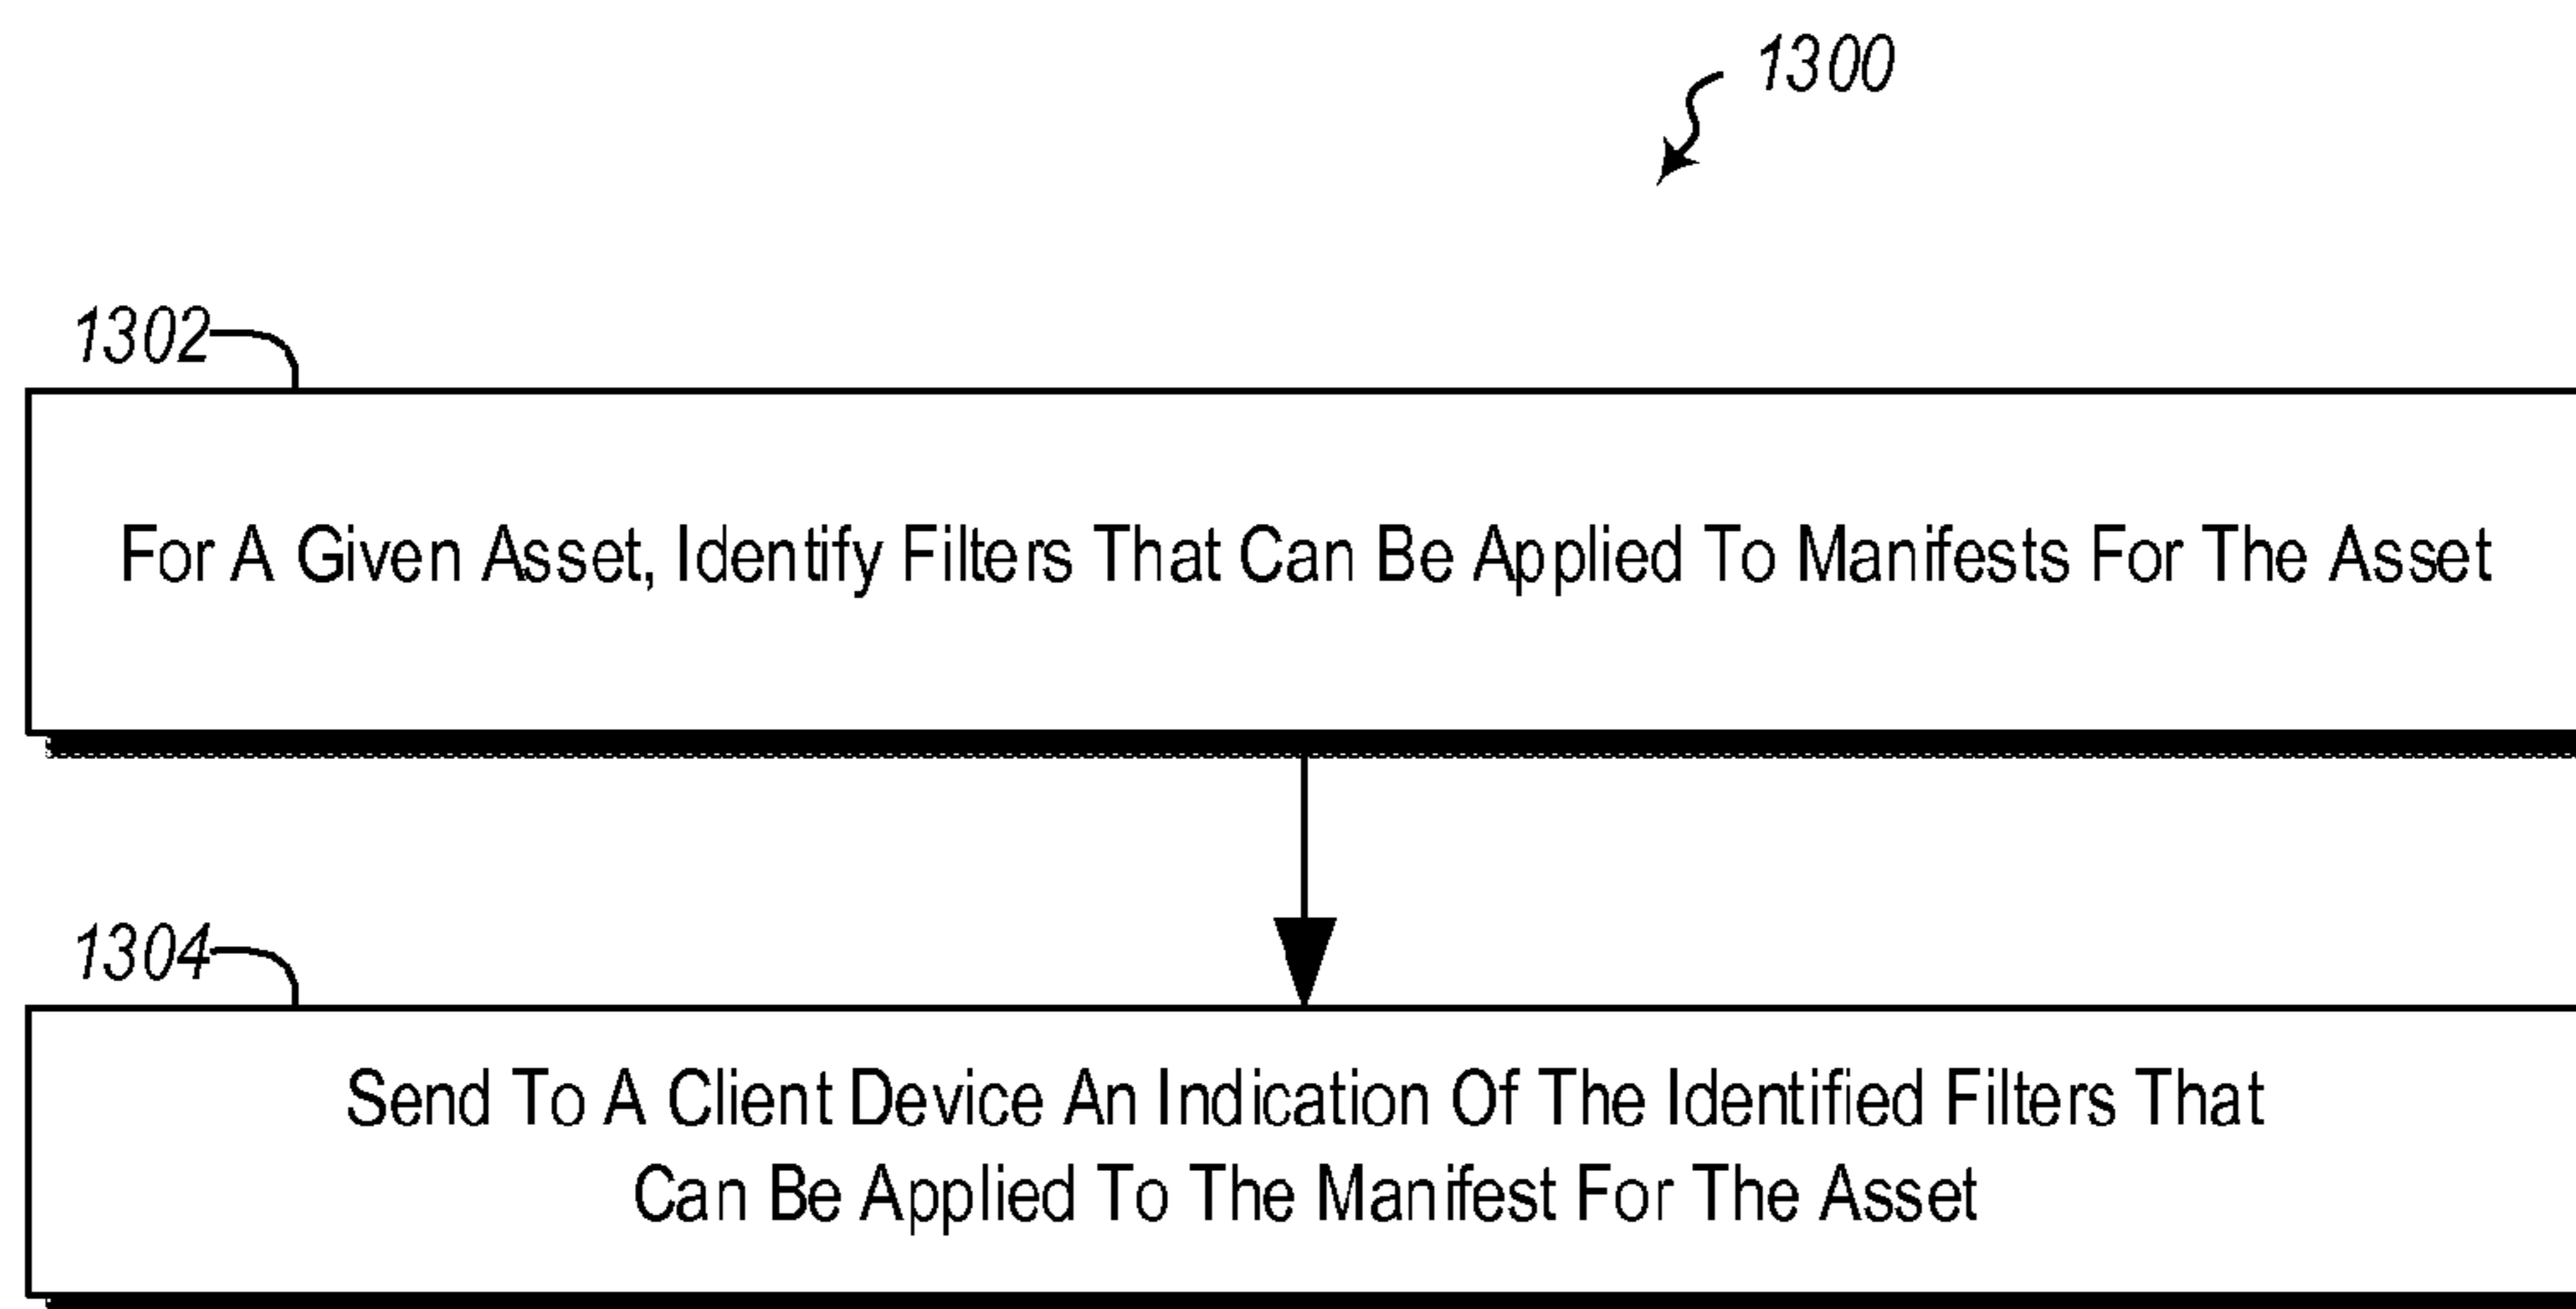 1300
1302
For A Given Asset, Identify Filters That Can Be Applied To Manifests For The Asset
1304
Send To A Client Device An Indication Of The Identified Filters That
Can Be Applied To The Manifest For The Asset